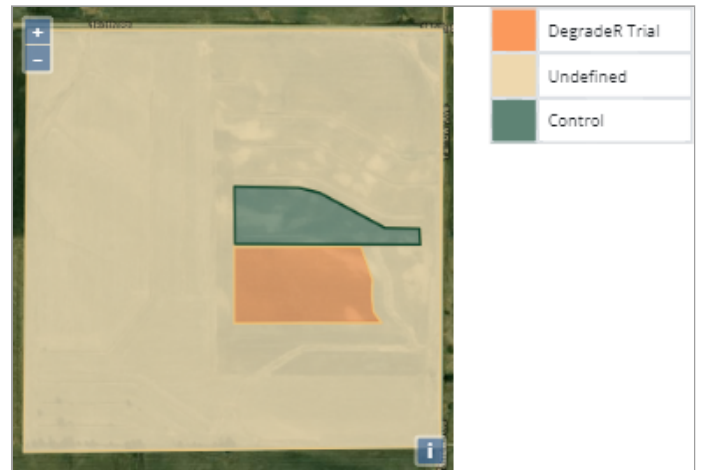 +
−
DegradeR Trial
Undefined
Control
i